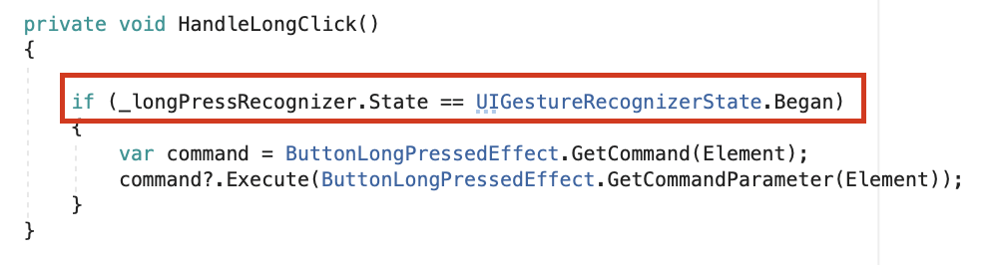 private void HandleLongClick()
{
if (_longPressRecognizer.State == UIGestureRecognizerState.Began)
{
var command = ButtonLongPressedEffect.GetCommand(Element);
command?.Execute(ButtonLongPressedEffect.GetCommandParameter(Element));
}
}